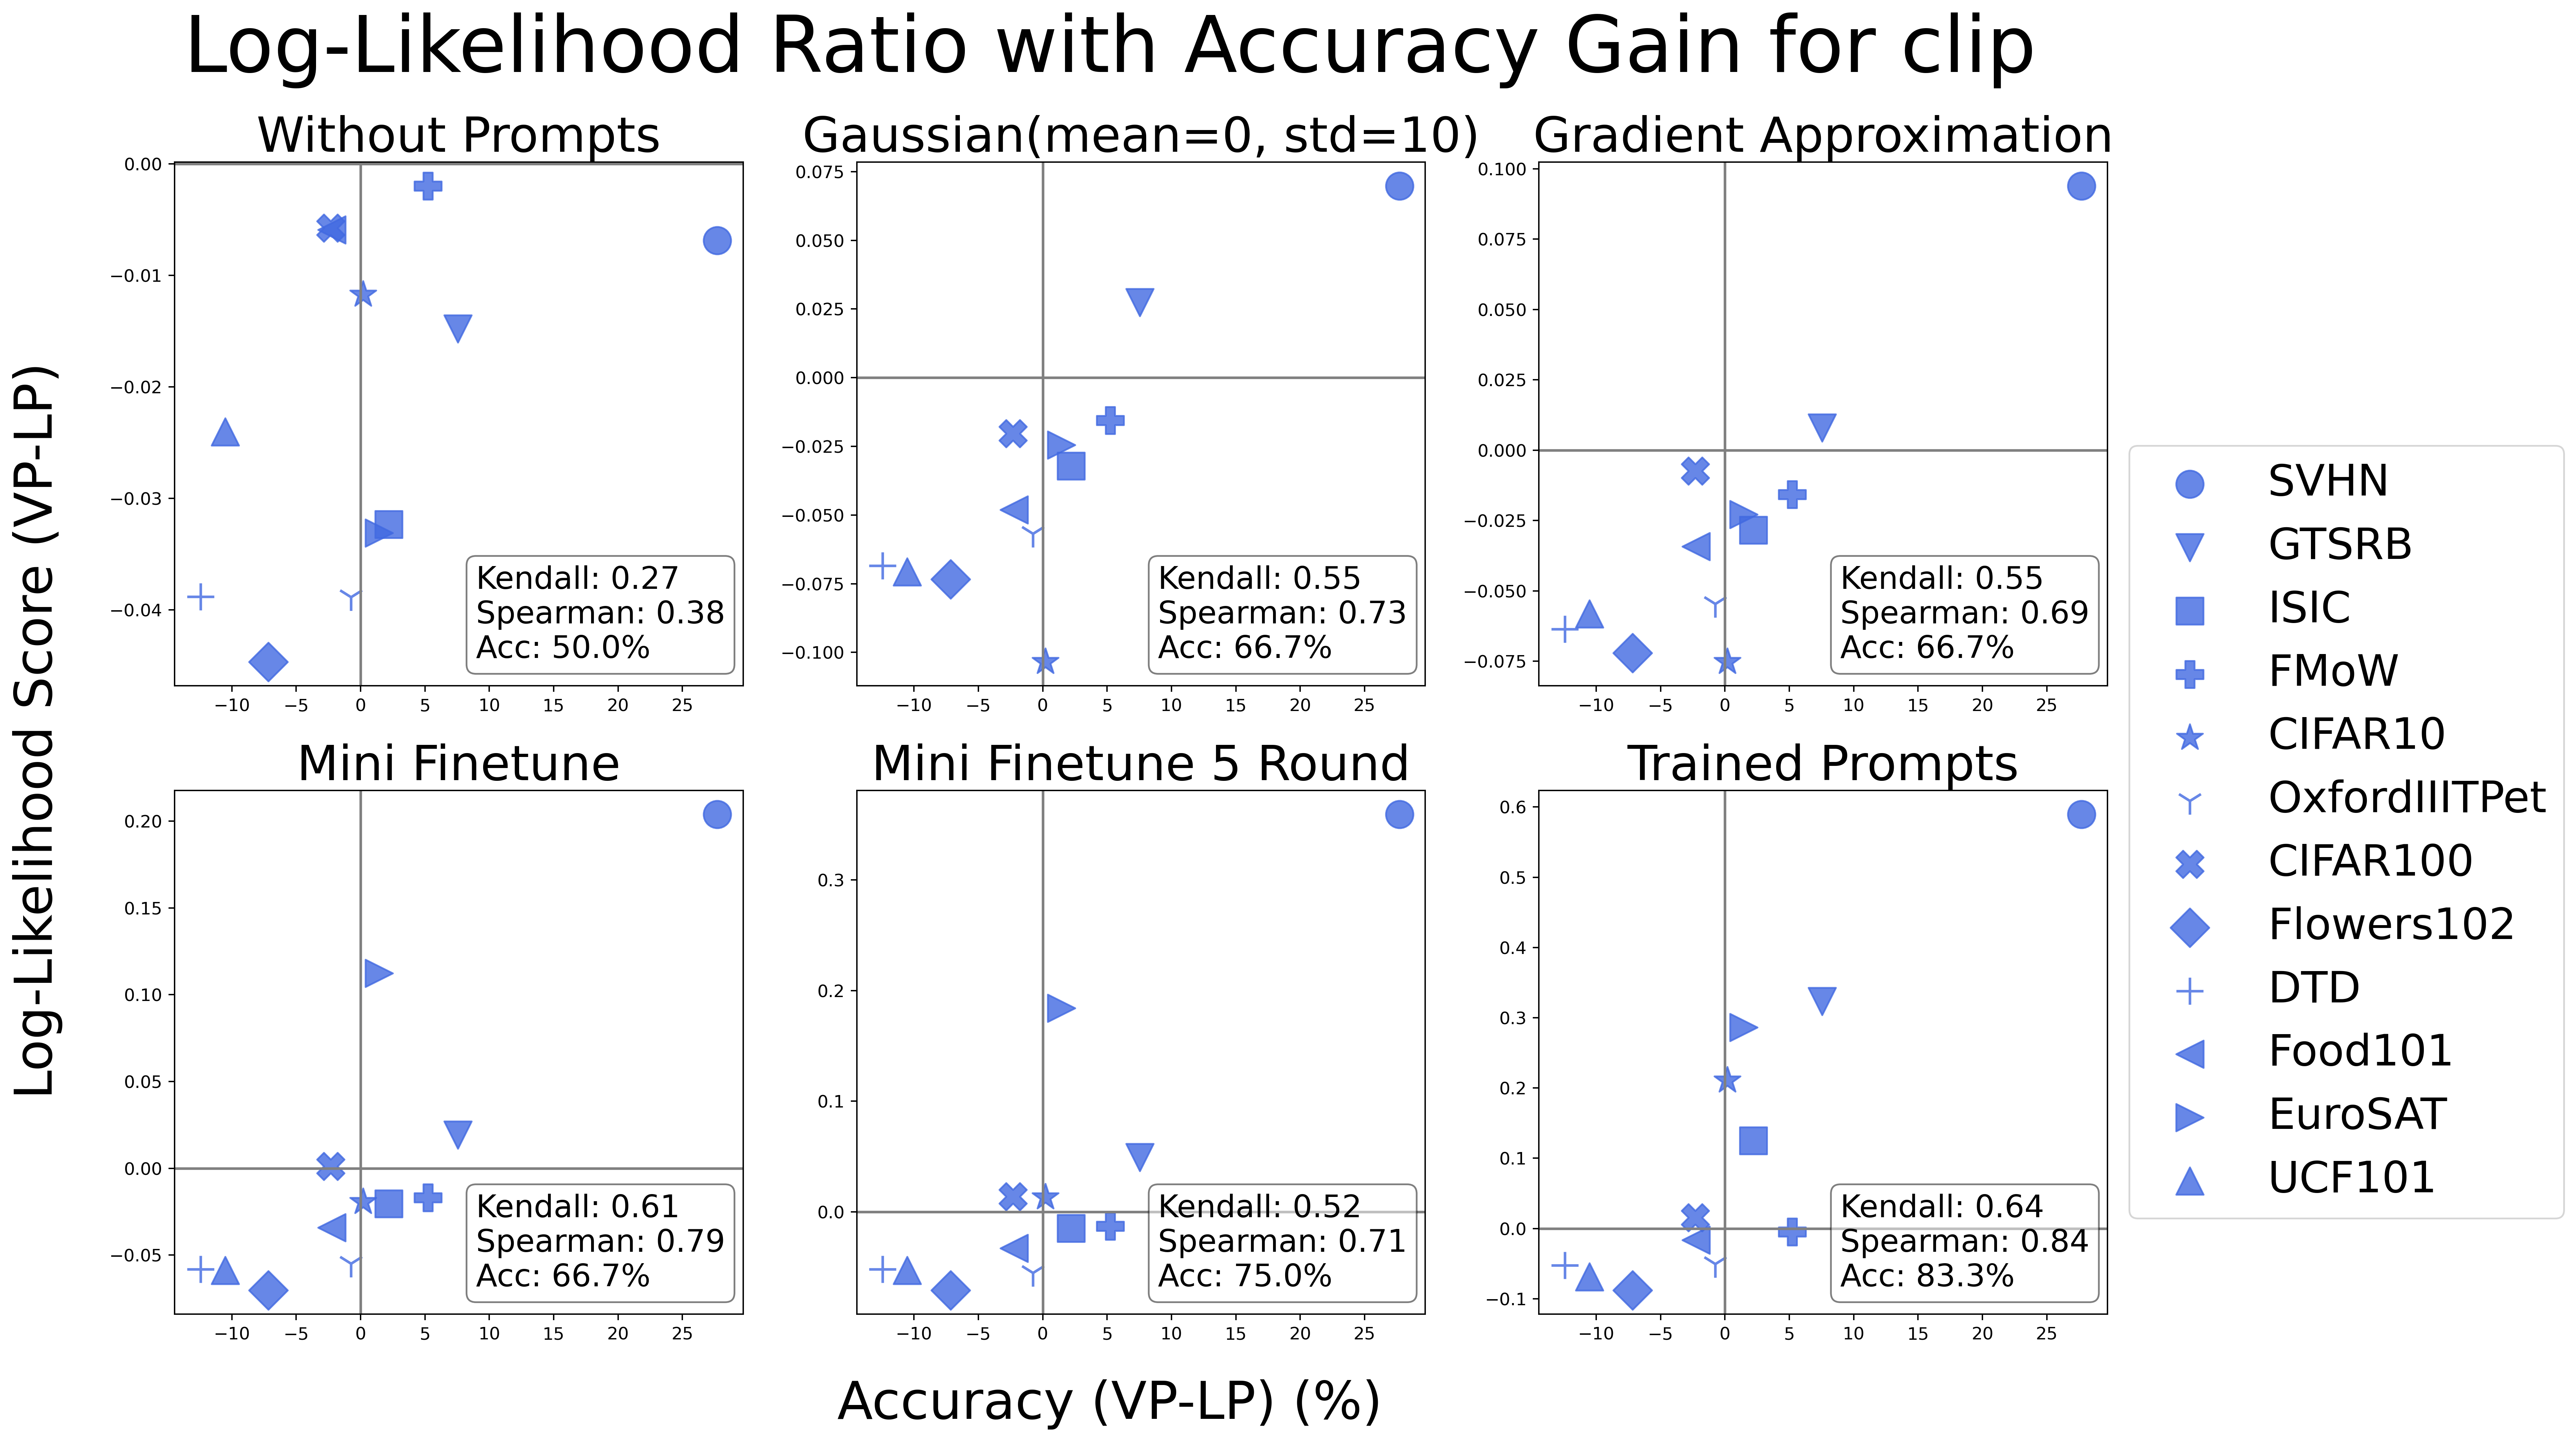 Log-Likelihood Ratio with Accuracy Gain for clip
Log-Likelihood Score (VP-LP)
Without Prompts
0.00
−0.01
−0.02
−0.03
−0.04
−10 −5 0 5 10 15 20 25
Kendall: 0.27
Spearman: 0.38
Acc: 50.0%
Gaussian(mean=0, std=10)
0.075
0.050
0.025
0.000
−0.025
−0.050
−0.075
−0.100
−10 −5 0 5 10 15 20 25
Kendall: 0.55
Spearman: 0.73
Acc: 66.7%
Gradient Approximation
0.100
0.075
0.050
0.025
0.000
−0.025
−0.050
−0.075
−10 −5 0 5 10 15 20 25
Kendall: 0.55
Spearman: 0.69
Acc: 66.7%
Mini Finetune
0.20
0.15
0.10
0.05
0.00
−0.05
−10 −5 0 5 10 15 20 25
Kendall: 0.61
Spearman: 0.79
Acc: 66.7%
Mini Finetune 5 Round
0.3
0.2
0.1
0.0
−10 −5 0 5 10 15 20 25
Kendall: 0.52
Spearman: 0.71
Acc: 75.0%
Trained Prompts
0.6
0.5
0.4
0.3
0.2
0.1
0.0
−0.1
−10 −5 0 5 10 15 20 25
Kendall: 0.64
Spearman: 0.84
Acc: 83.3%
SVHN
GTSRB
ISIC
FMoW
CIFAR10
OxfordIIITPet
CIFAR100
Flowers102
DTD
Food101
EuroSAT
UCF101
Accuracy (VP-LP) (%)